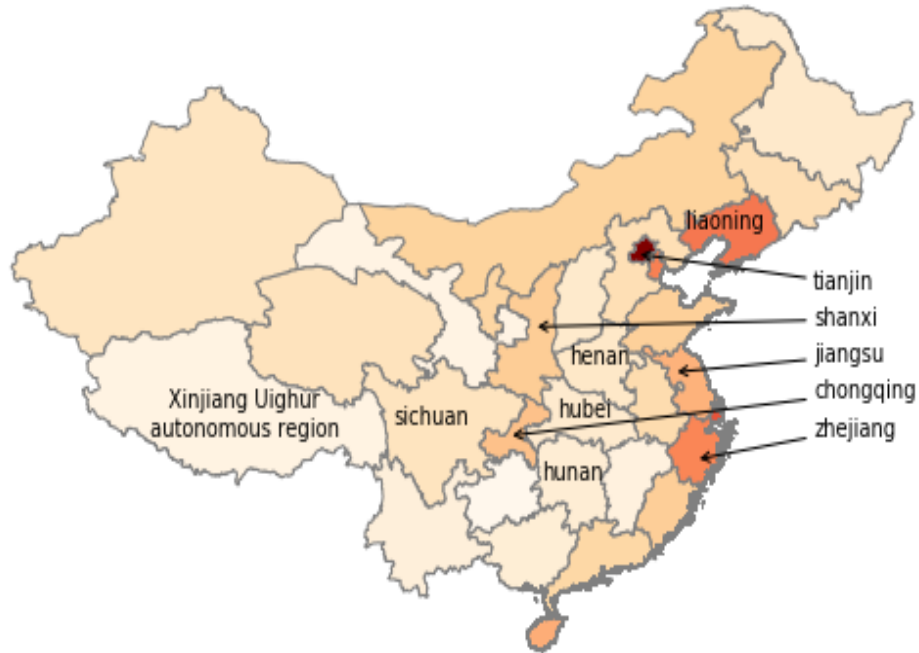 liaoning
tianjin
shanxi
jiangsu
henan
chongqing
Xinjiang Uighur
autonomous region
sichuan
hubei
zhejiang
hunan